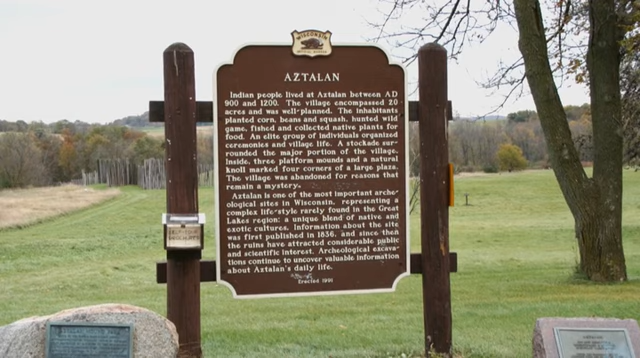 WISCONSIN
AZTALAN
Indian people lived at Aztalan between AD
900 and 1200. The village encompassed 20
acres and was well-planned. The inhabitants
planted corn, beans and squash, hunted wild
game, fished and collected native plants for
food. An elite group of individuals organized
ceremonies and village life. A stockade sur-
rounded the major portion of the village.
Inside, three platform mounds and a natural
knoll marked four corners of a large plaza.
The village was abandoned for reasons that
remain a mystery.
Aztalan is one of the most important arche-
ological sites in Wisconsin, representing a
complex life-style rarely found in the Great
Lakes region: a unique blend of native and
exotic cultures. Information about the site
was first published in 1836, and since then
the ruins have attracted considerable public
and scientific interest. Archeological excava-
tions continue to uncover valuable information
about Aztalan's daily life.
Erected 1991